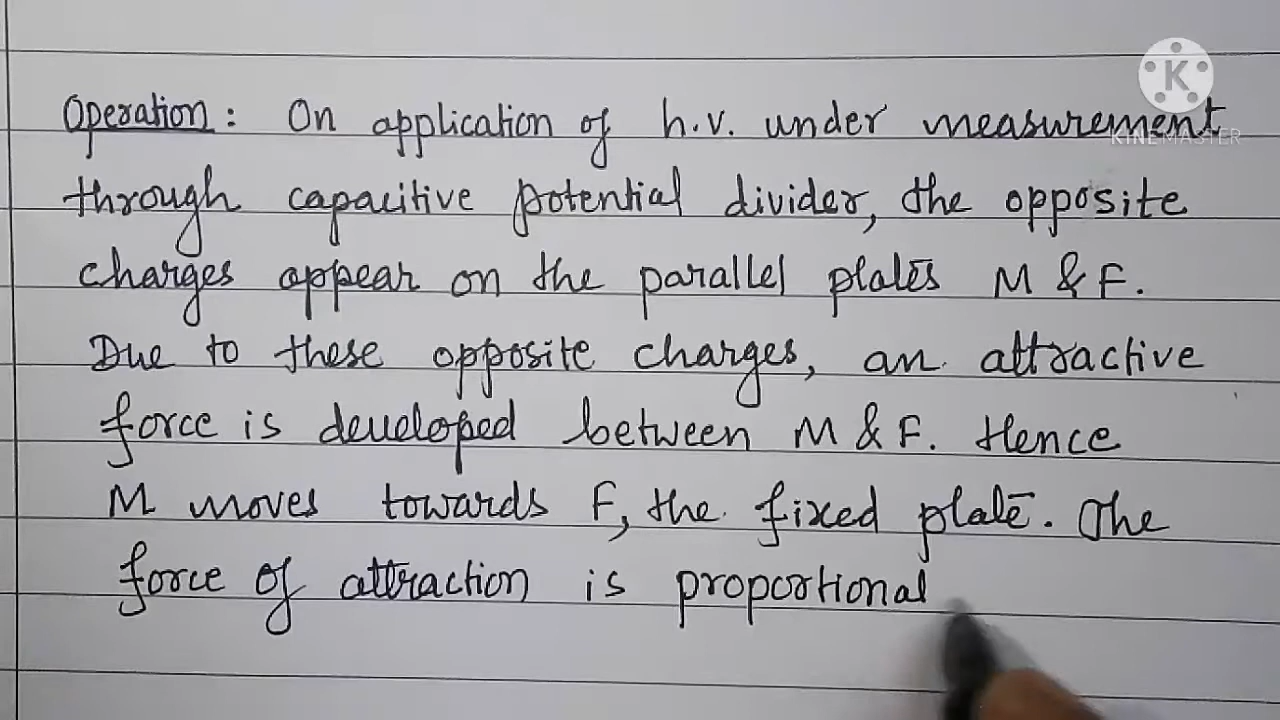 K
KINEMASTER
Operation: On application of h.v. under measurement
through capacitive potential divider, the opposite
charges appear on the parallel plates M & F.
Due to these opposite charges, an attractive
force is developed between M & F. Hence
M moves towards F, the fixed plate. The
force of attraction is proportional